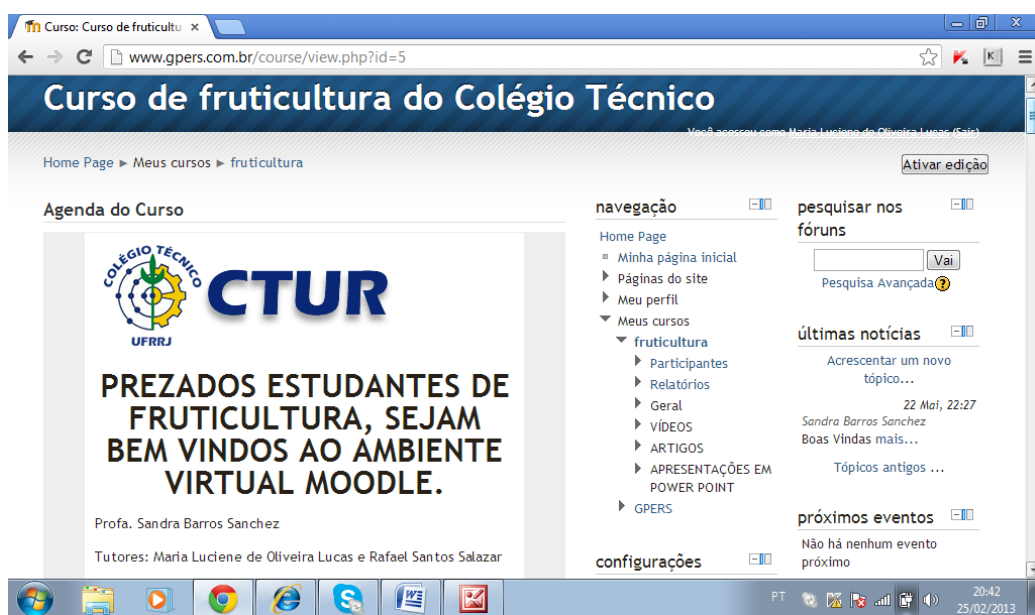 Curso: Curso de fruticultu
www.gpers.com.br/course/view.php?id=5
Curso de fruticultura do Colégio Técnico
Você acessou como Maria Luciene de Oliveira Lucas (Sair)
Home Page ► Meus cursos ► fruticultura
Ativar edição
Agenda do Curso
COLÉGIO TÉCNICO
UFRRJ
CTUR
PREZADOS ESTUDANTES DE
FRUTICULTURA, SEJAM
BEM VINDOS AO AMBIENTE
VIRTUAL MOODLE.
Profa. Sandra Barros Sanchez
Tutores: Maria Luciene de Oliveira Lucas e Rafael Santos Salazar
navegação
Home Page
Minha página inicial
Páginas do site
Meu perfil
Meus cursos
fruticultura
Participantes
Relatórios
Geral
VÍDEOS
ARTIGOS
APRESENTAÇÕES EM
POWER POINT
GPERS
configurações
pesquisar nos
fóruns
Vai
Pesquisa Avançada
últimas notícias
Acrescentar um novo
tópico...
22 Mai, 22:27
Sandra Barros Sanchez
Boas Vindas mais...
Tópicos antigos ...
próximos eventos
Não há nenhum evento
próximo
PT
20:42
25/02/2013